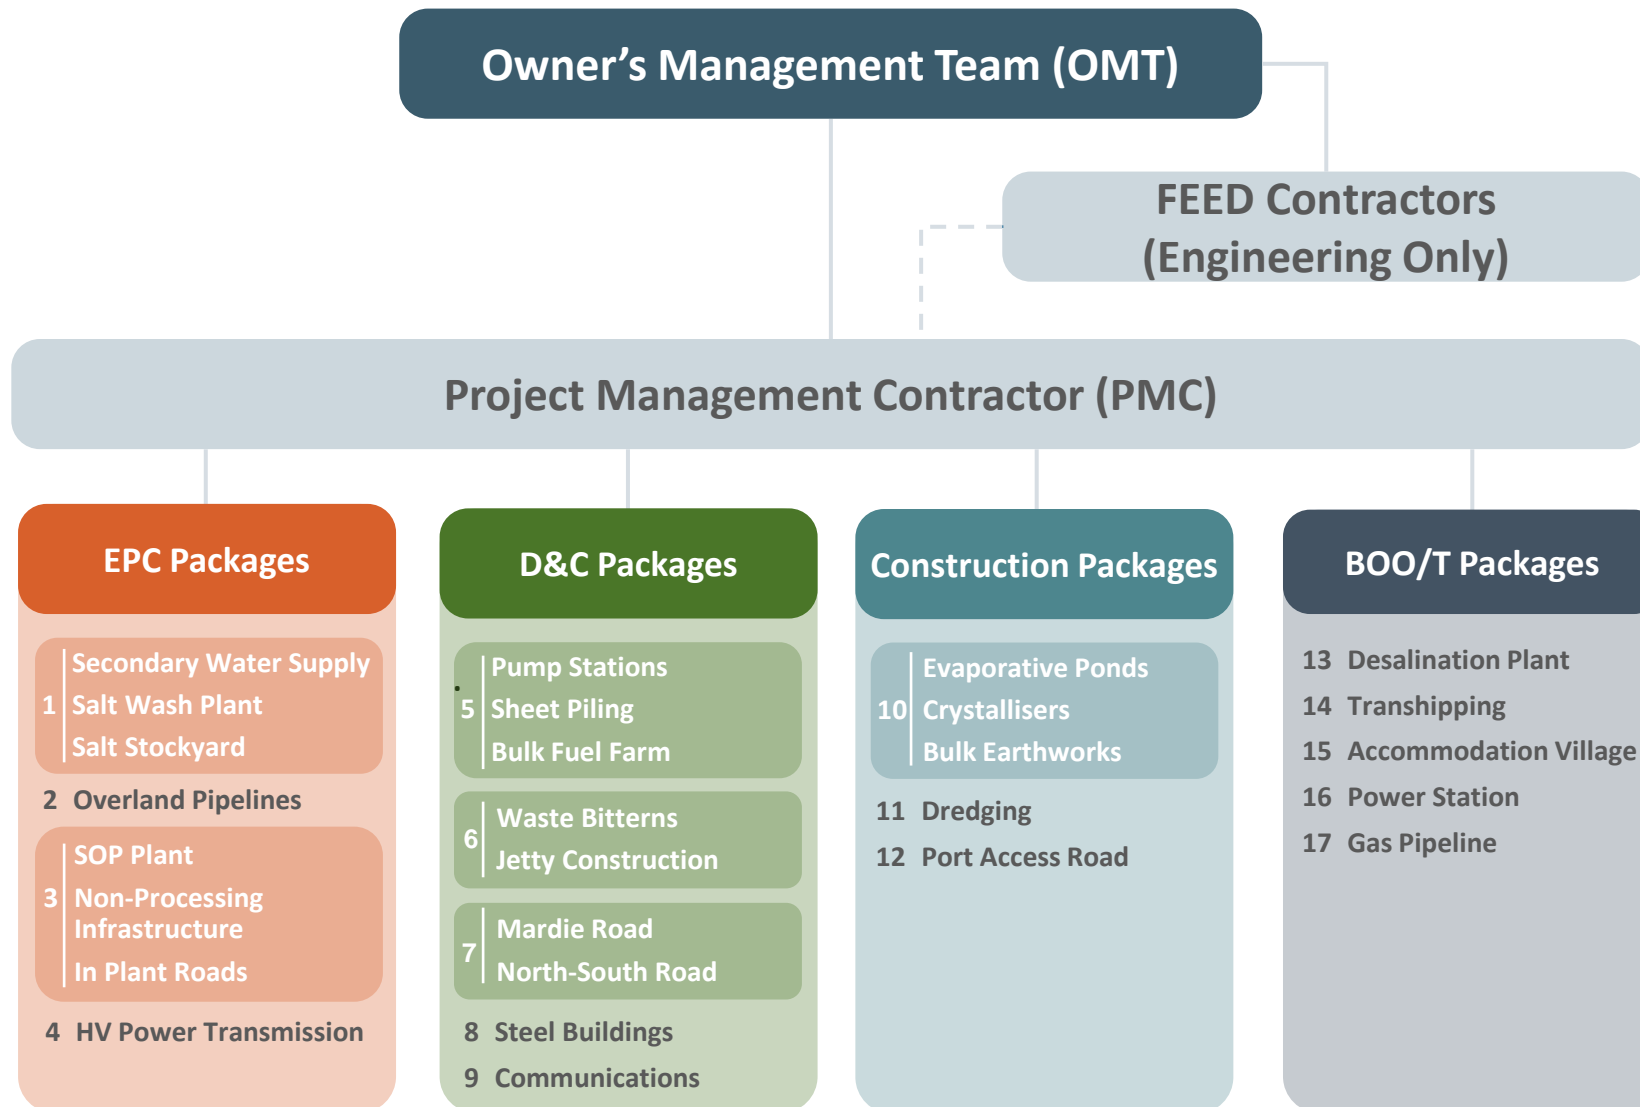 Owner’s Management Team (OMT)
FEED Contractors
(Engineering Only)
Project Management Contractor (PMC)
EPC Packages
1
Secondary Water Supply
Salt Wash Plant
Salt Stockyard
2 Overland Pipelines
3
SOP Plant
Non-Processing
Infrastructure
In Plant Roads
4 HV Power Transmission
D&C Packages
5
Pump Stations
Sheet Piling
Bulk Fuel Farm
6
Waste Bitterns
Jetty Construction
7
Mardie Road
North-South Road
8 Steel Buildings
9 Communications
Construction Packages
10
Evaporative Ponds
Crystallisers
Bulk Earthworks
11 Dredging
12 Port Access Road
BOO/T Packages
13 Desalination Plant
14 Transhipping
15 Accommodation Village
16 Power Station
17 Gas Pipeline